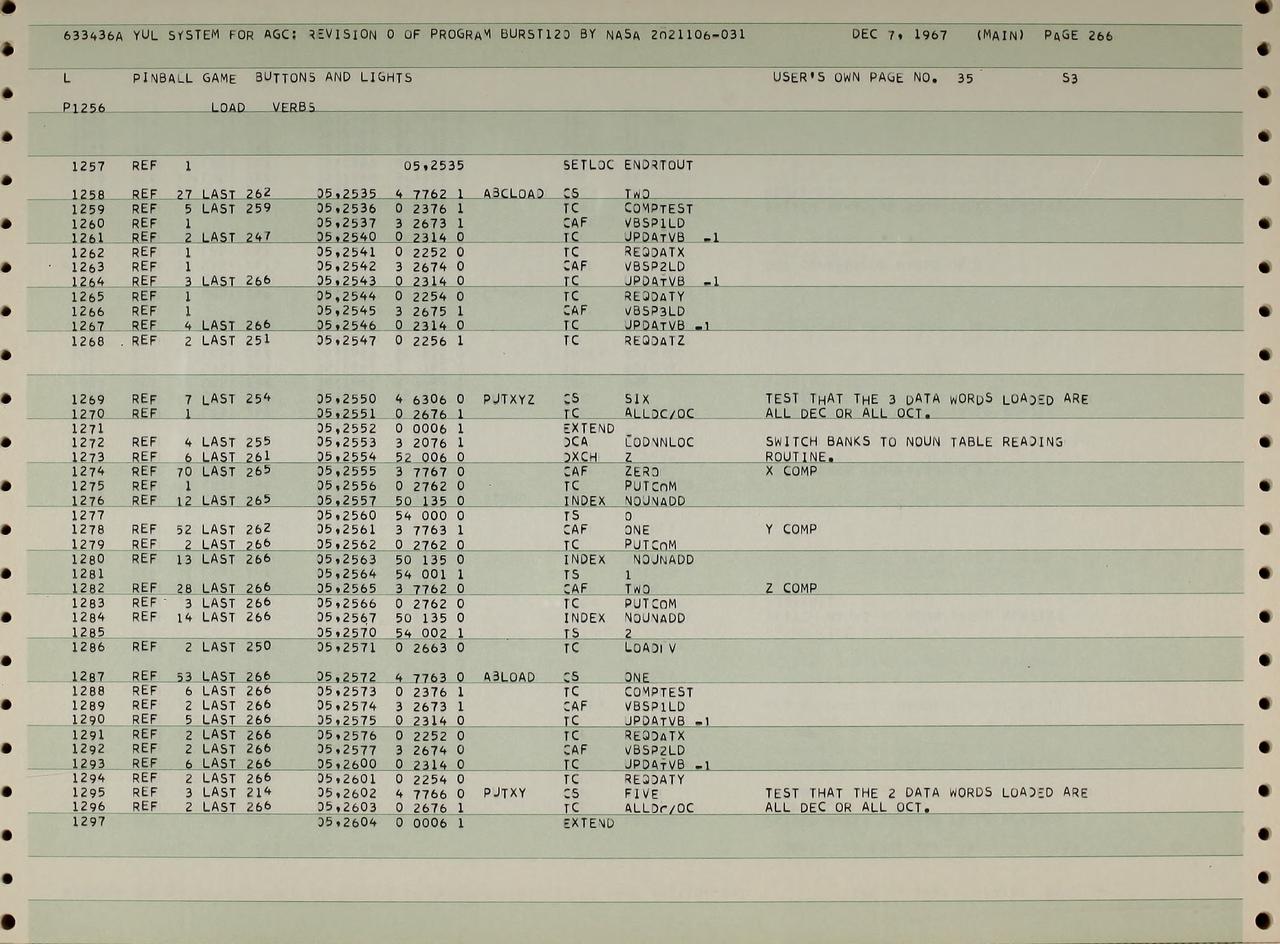 633436A YUL SYSTEM FOR AGC: REVISION 0 OF PROGRAM BURST120 BY NASA 2021106-031 DEC 7, 1967 (MAIN) PAGE 266
L PINBALL GAME BUTTONS AND LIGHTS USER'S OWN PAGE NO. 35 S3
P1256 LOAD VERBS
1257 REF 1 05,2535 SETLOC ENDRTOUT
1258 REF 27 LAST 262 05,2535 4 7762 1 ABCLOAD CS TWO
1259 REF 5 LAST 259 05,2536 0 2376 1 TC COMPTEST
1260 REF 1 05,2537 3 2673 1 CAF VBSP1LD
1261 REF 2 LAST 247 05,2540 0 2314 0 TC UPDATVB -1
1262 REF 1 05,2541 0 2252 0 TC REQDATX
1263 REF 1 05,2542 3 2674 0 CAF VBSP2LD
1264 REF 3 LAST 266 05,2543 0 2314 0 TC UPDATVB -1
1265 REF 1 05,2544 0 2254 0 TC REQDATY
1266 REF 1 05,2545 3 2675 1 CAF VBSP3LD
1267 REF 4 LAST 266 05,2546 0 2314 0 TC UPDATVB -1
1268 REF 2 LAST 251 05,2547 0 2256 1 TC REQDATZ
1269 REF 7 LAST 254 05,2550 4 6306 0 PUTXYZ CS SIX TEST THAT THE 3 DATA WORDS LOADED ARE
1270 REF 1 05,2551 0 2676 1 TC ALLDC/OC ALL DEC OR ALL OCT.
1271 05,2552 0 0006 1 EXTEND
1272 REF 4 LAST 255 05,2553 3 2076 1 DCA LODNNLOC SWITCH BANKS TO NOUN TABLE READING
1273 REF 6 LAST 261 05,2554 52 006 0 DXCH Z ROUTINE.
1274 REF 70 LAST 265 05,2555 3 7767 0 CAF ZERO X COMP
1275 REF 1 05,2556 0 2762 0 TC PUTCOM
1276 REF 12 LAST 265 05,2557 50 135 0 INDEX NOUNADD
1277 05,2560 54 000 0 TS 0
1278 REF 52 LAST 262 05,2561 3 7763 1 CAF ONE Y COMP
1279 REF 2 LAST 266 05,2562 0 2762 0 TC PUTCOM
1280 REF 13 LAST 266 05,2563 50 135 0 INDEX NOUNADD
1281 05,2564 54 001 1 TS 1
1282 REF 28 LAST 266 05,2565 3 7762 0 CAF TWO Z COMP
1283 REF 3 LAST 266 05,2566 0 2762 0 TC PUTCOM
1284 REF 14 LAST 266 05,2567 50 135 0 INDEX NOUNADD
1285 05,2570 54 002 1 TS 2
1286 REF 2 LAST 250 05,2571 0 2663 0 TC LOADLV
1287 REF 53 LAST 266 05,2572 4 7763 0 ABLOAD CS ONE
1288 REF 6 LAST 266 05,2573 0 2376 1 TC COMPTEST
1289 REF 2 LAST 266 05,2574 3 2673 1 CAF VBSP1LD
1290 REF 5 LAST 266 05,2575 0 2314 0 TC UPDATVB -1
1291 REF 2 LAST 266 05,2576 0 2252 0 TC REQDATX
1292 REF 2 LAST 266 05,2577 3 2674 0 CAF VBSP2LD
1293 REF 6 LAST 266 05,2600 0 2314 0 TC UPDATVB -1
1294 REF 2 LAST 266 05,2601 0 2254 0 TC REQDATY
1295 REF 3 LAST 214 05,2602 4 7766 0 PUTXY CS FIVE TEST THAT THE 2 DATA WORDS LOADED ARE
1296 REF 2 LAST 266 05,2603 0 2676 1 TC ALLDC/OC ALL DEC OR ALL OCT.
1297 05,2604 0 0006 1 EXTEND